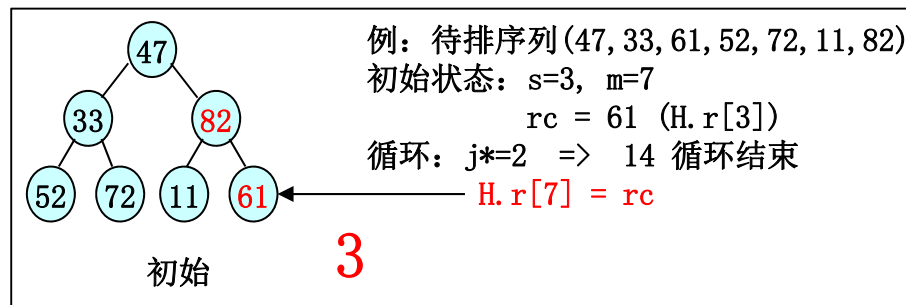 例：待排序列(47,33,61,52,72,11,82)
初始状态：s=3, m=7
rc = 61 (H.r[3])
循环：j*=2 => 14 循环结束
H.r[7] = rc
47
33 82
52 72 11 61
初始
3